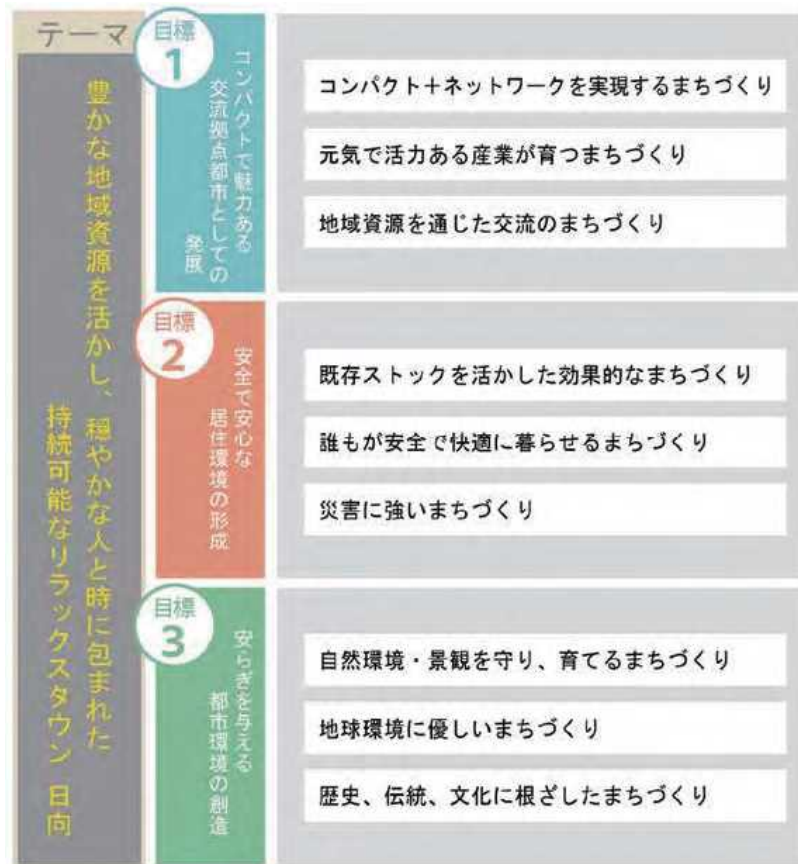 テーマ
豊かな地域資源を活かし、穏やかな人と時に包まれた
持続可能なリラックスタウン 日向
目標
1
コンパクトで魅力ある
交流拠点都市としての
発展
コンパクト＋ネットワークを実現するまちづくり
元気で活力ある産業が育つまちづくり
地域資源を通じた交流のまちづくり
目標
2
安全で安心な
居住環境の形成
既存ストックを活かした効果的なまちづくり
誰もが安全で快適に暮らせるまちづくり
災害に強いまちづくり
目標
3
安らぎを与える
都市環境の創造
自然環境・景観を守り、育てるまちづくり
地球環境に優しいまちづくり
歴史、伝統、文化に根ざしたまちづくり